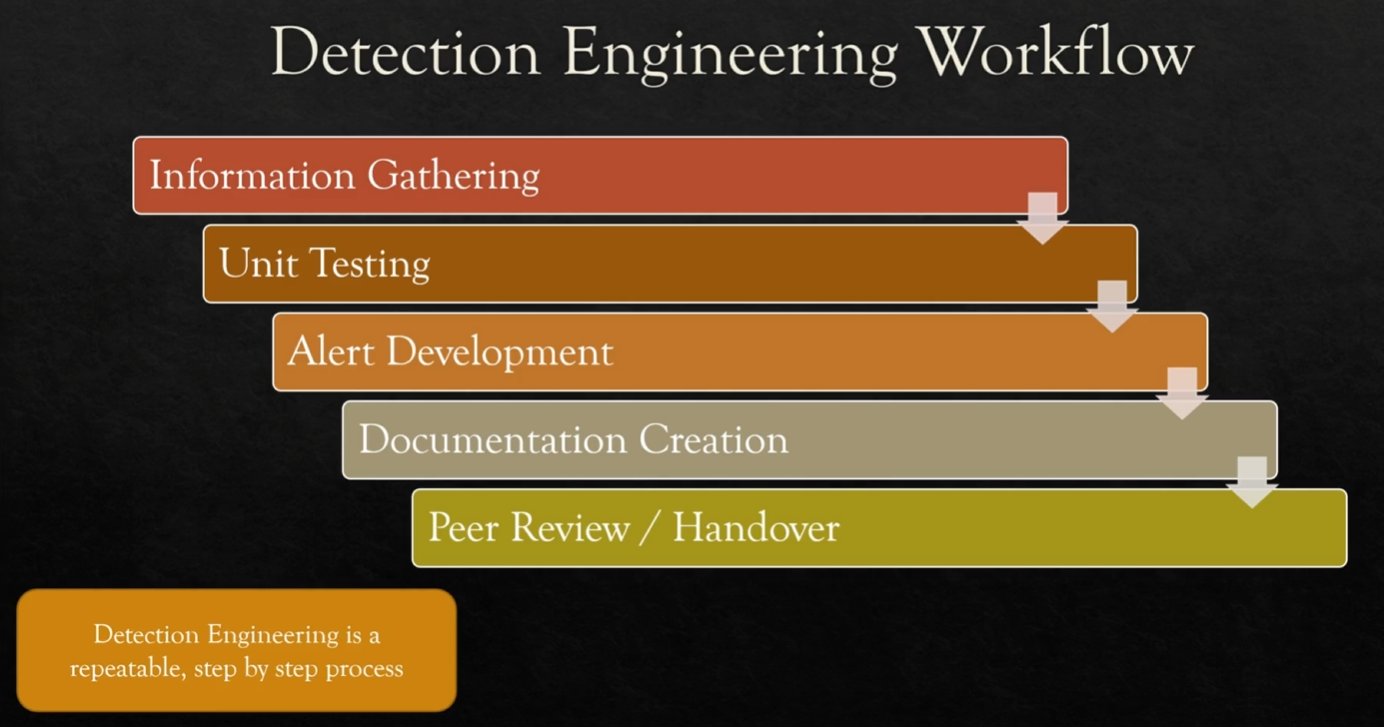 Detection Engineering Workflow
Information Gathering
Unit Testing
Alert Development
Documentation Creation
Peer Review / Handover
Detection Engineering is a
repeatable, step by step process